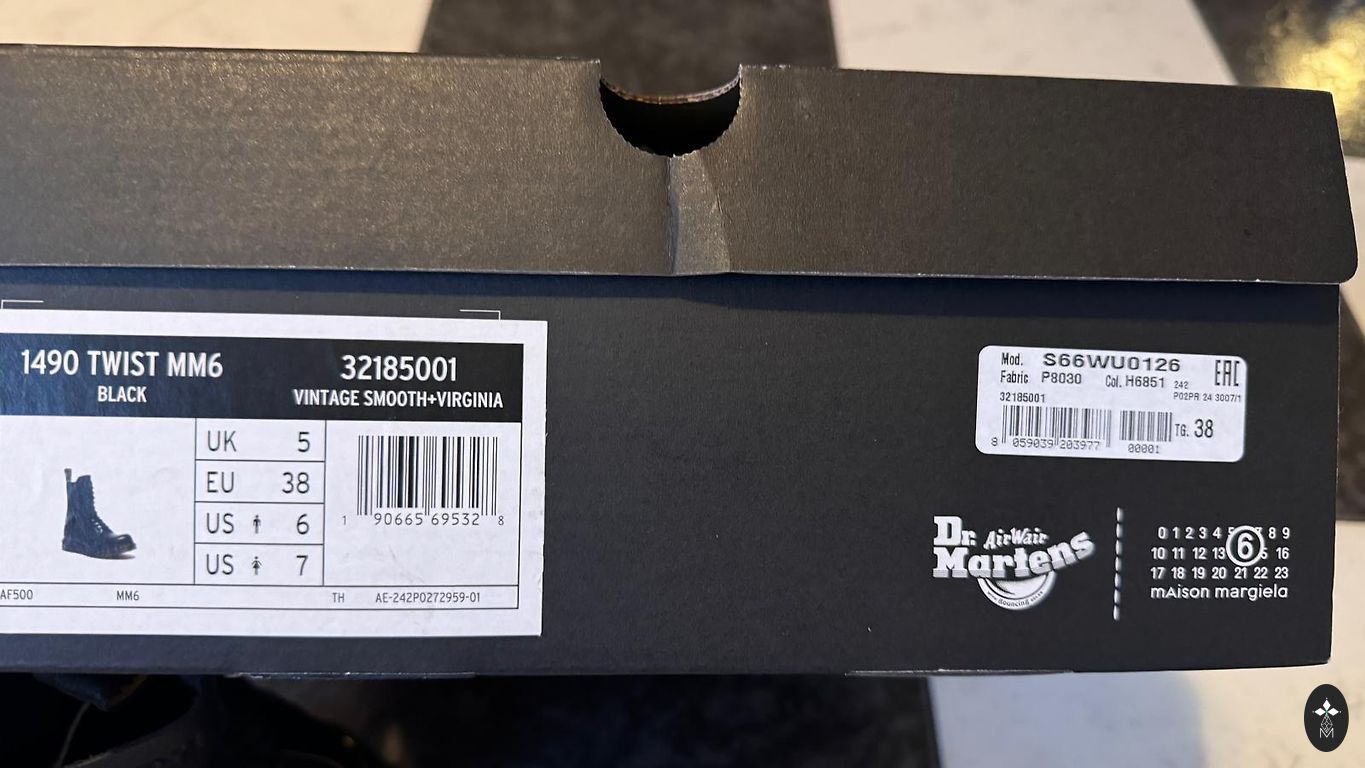 1490 TWIST MM6
BLACK
32185001
VINTAGE SMOOTH+VIRGINIA
UK 5
EU 38
US 6
US 7
1 90665 69532 8
AF500 MM6 TH AE-242P0272959-01
Mod. S66WU0126 EAC
Fabric P8030 Col. H6851 242
32185001 P02PR 24 3007/1
8 059039 203977 00001 TG. 38
Dr. AirWair
Martens
Bouncing Soles
0 1 2 3 4 8 9
10 11 12 13 6 16
17 18 19 20 21 22 23
mAison margiela
M